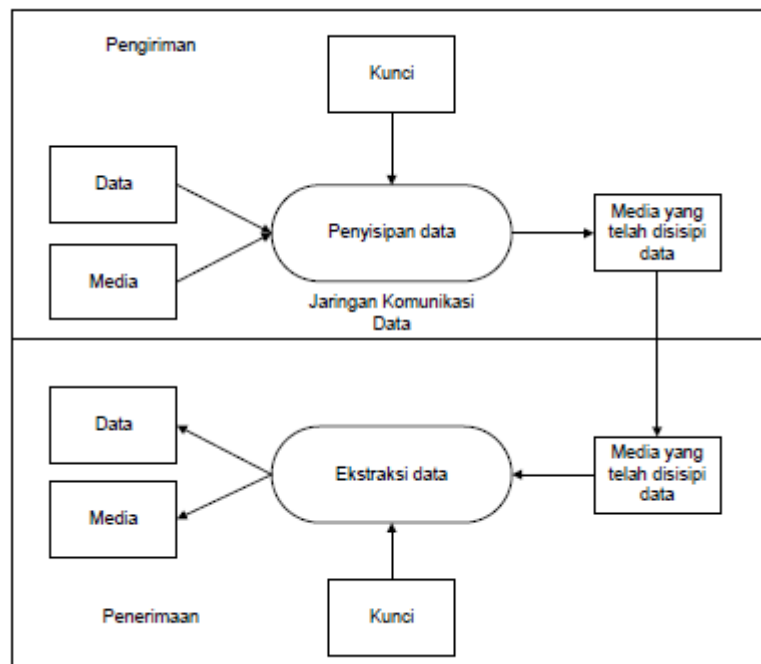 Pengiriman
Kunci
Data
Media
Penyisipan data
Media yang
telah disisipi
data
Jaringan Komunikasi
Data
Data
Media
Ekstraksi data
Media yang
telah disisipi
data
Penerimaan
Kunci